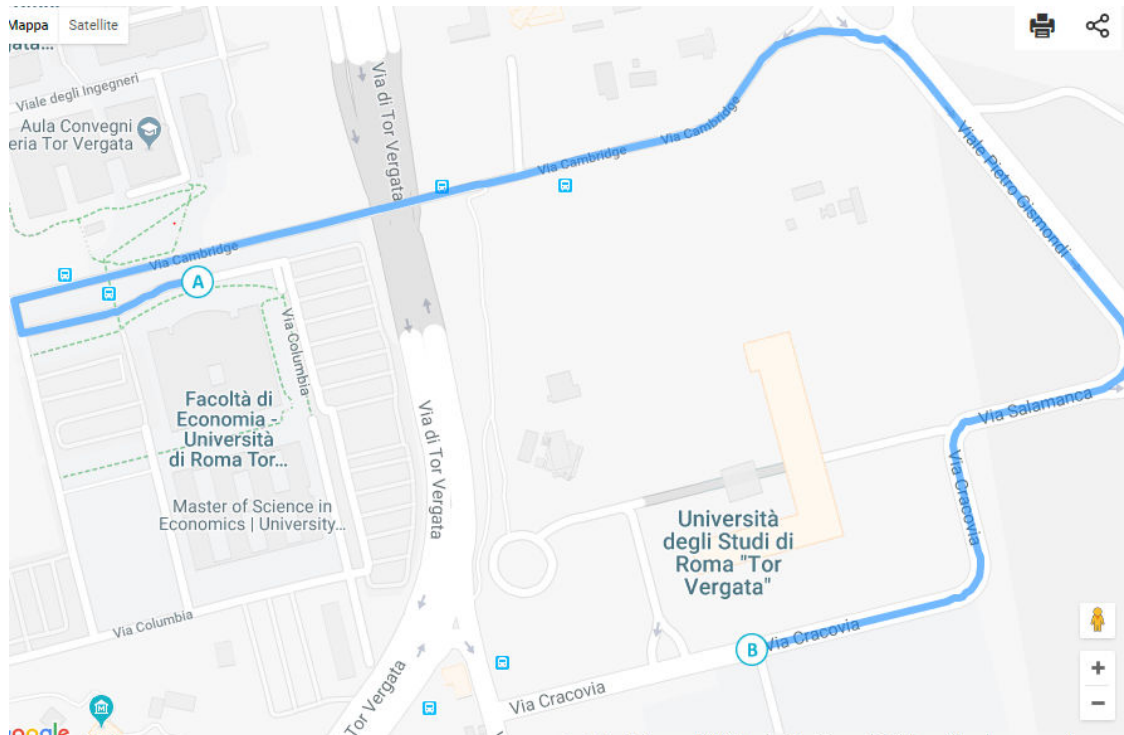 Mappa
Satellite
gata...
Viale degli Ingegneri
Aula Convegni
eria Tor Vergata
Via di Tor Vergata
Via Cambridge
Via Cambridge
Via Cambridge
Viale Pietro Gismondi
A
Via Columbia
Facoltà di
Economia -
Università
di Roma Tor...
Master of Science in
Economics | University...
Via di Tor Vergata
Via Salamanca
Via Cracovia
Università
degli Studi di
Roma "Tor
Vergata"
Via Columbia
B
Via Cracovia
Via Cracovia
Tor Vergata
+
−
oogle